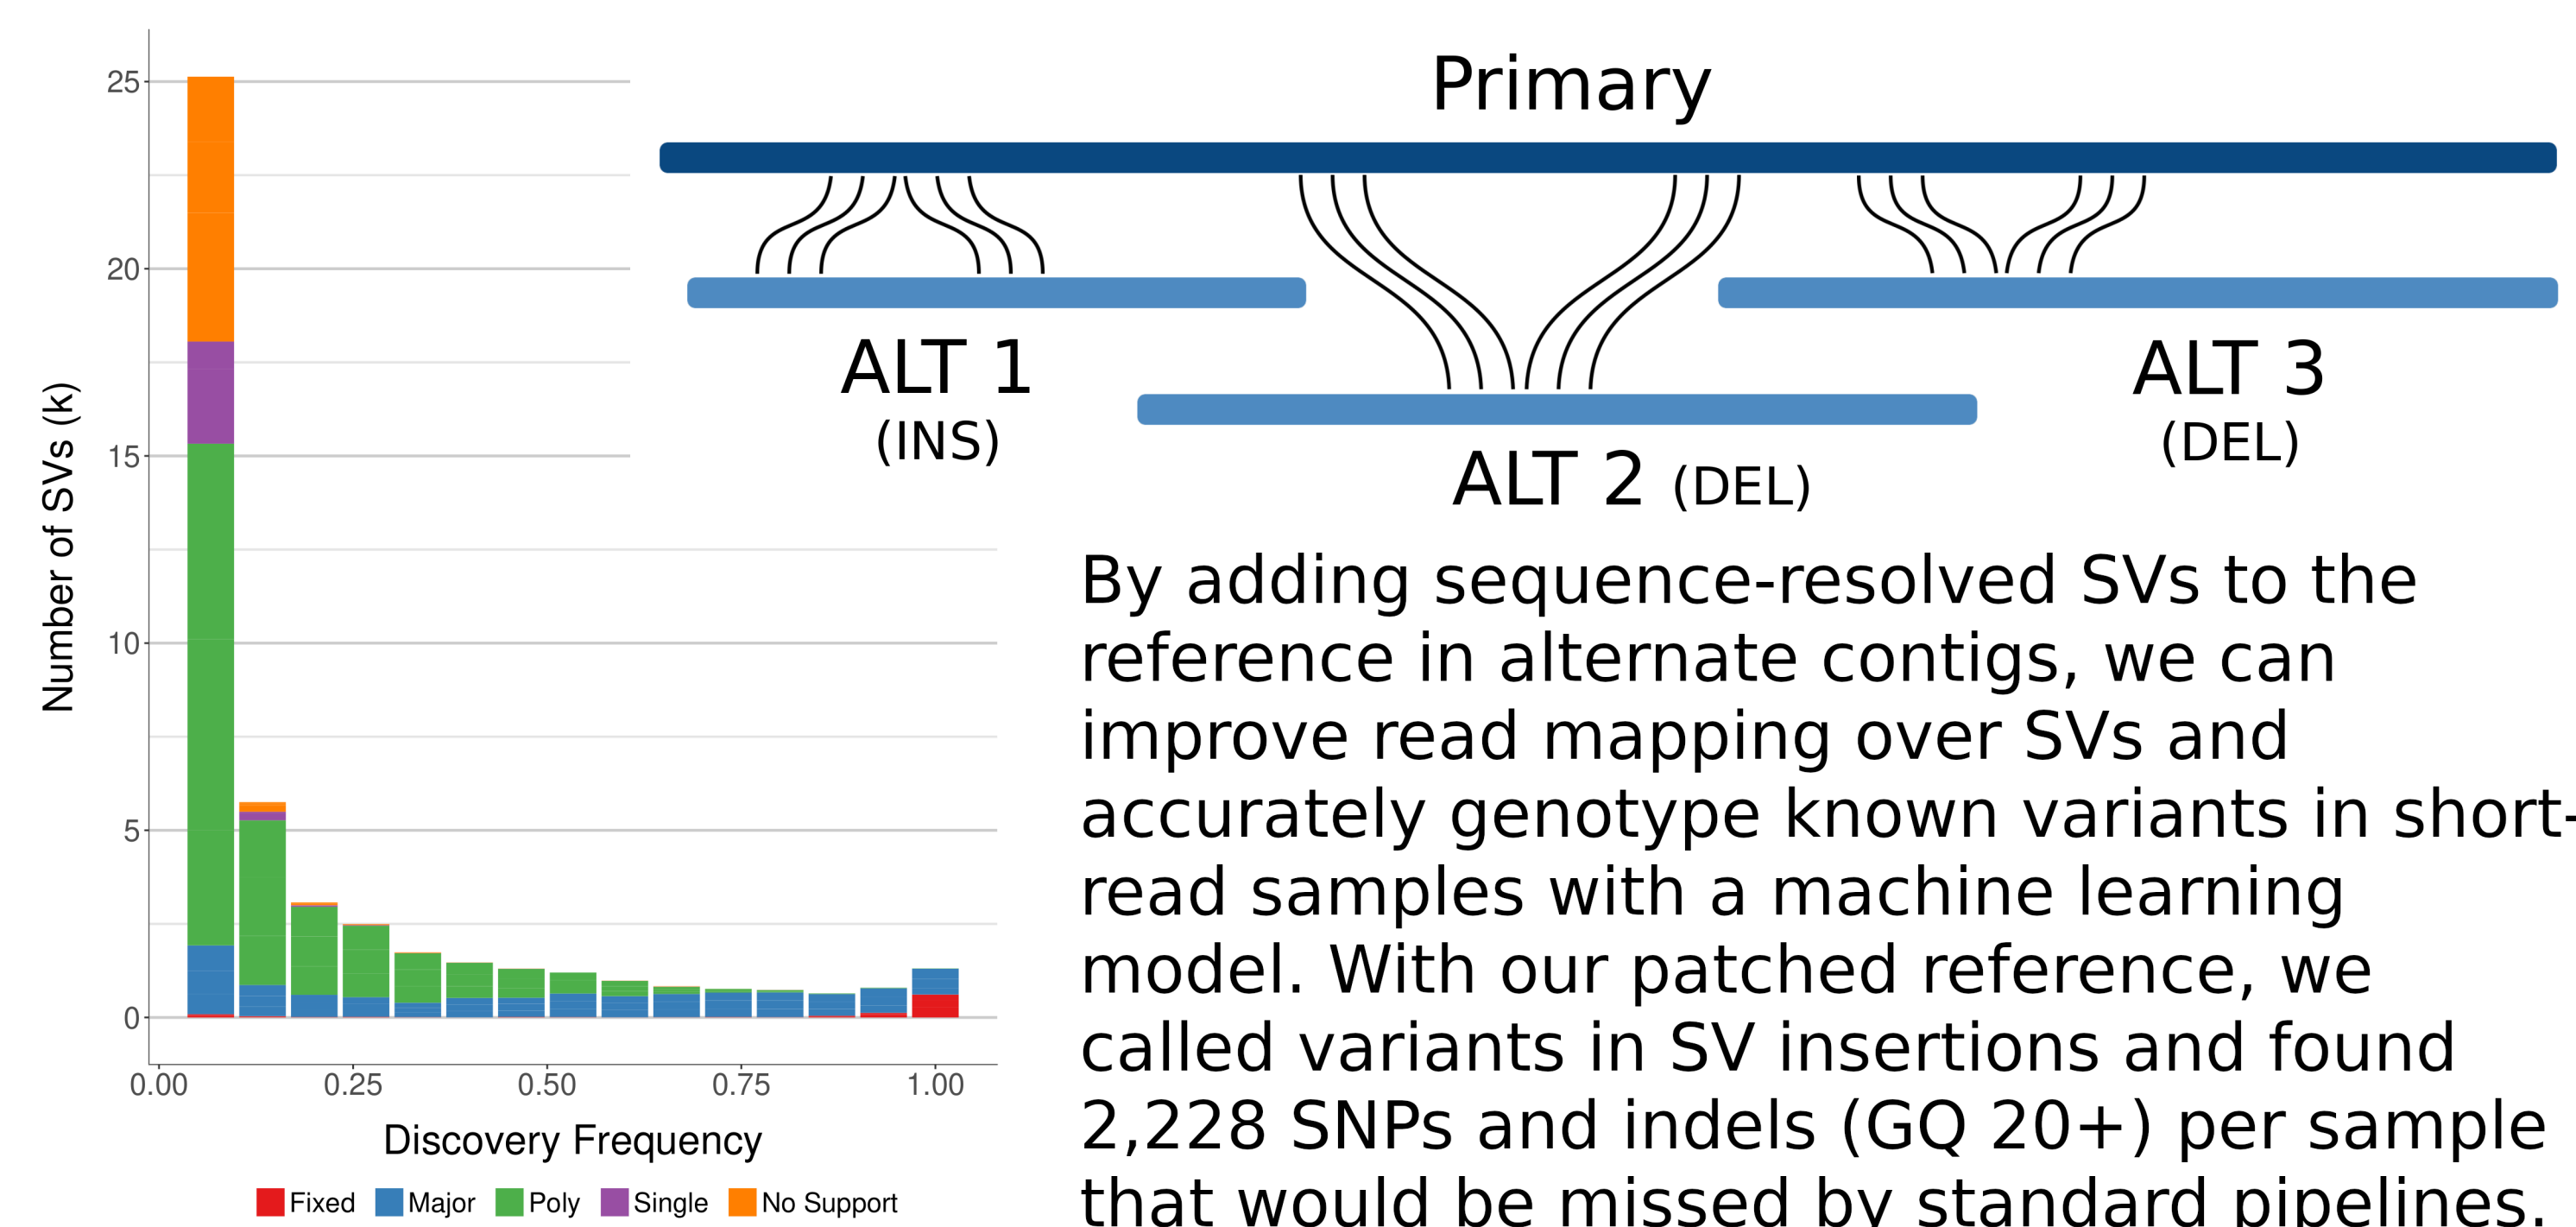 25
20
15
10
5
0
Number of SVs (k)
0.00 0.25 0.50 0.75 1.00
Discovery Frequency
Fixed Major Poly Single No Support
Primary
ALT 1
(INS)
ALT 2 (DEL)
ALT 3
(DEL)
By adding sequence-resolved SVs to the
reference in alternate contigs, we can
improve read mapping over SVs and
accurately genotype known variants in short-
read samples with a machine learning
model. With our patched reference, we
called variants in SV insertions and found
2,228 SNPs and indels (GQ 20+) per sample
that would be missed by standard pipelines.